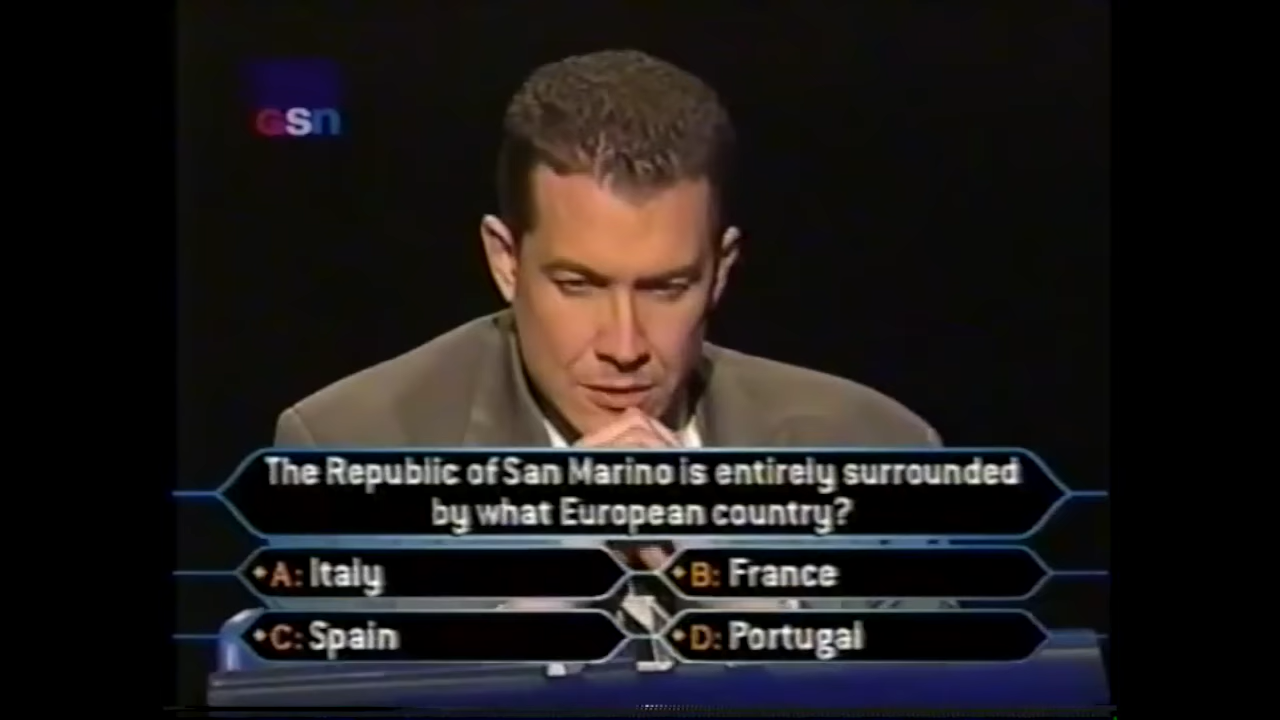 GSN
The Republic of San Marino is entirely surrounded
by what European country?
A: Italy
B: France
C: Spain
D: Portugal